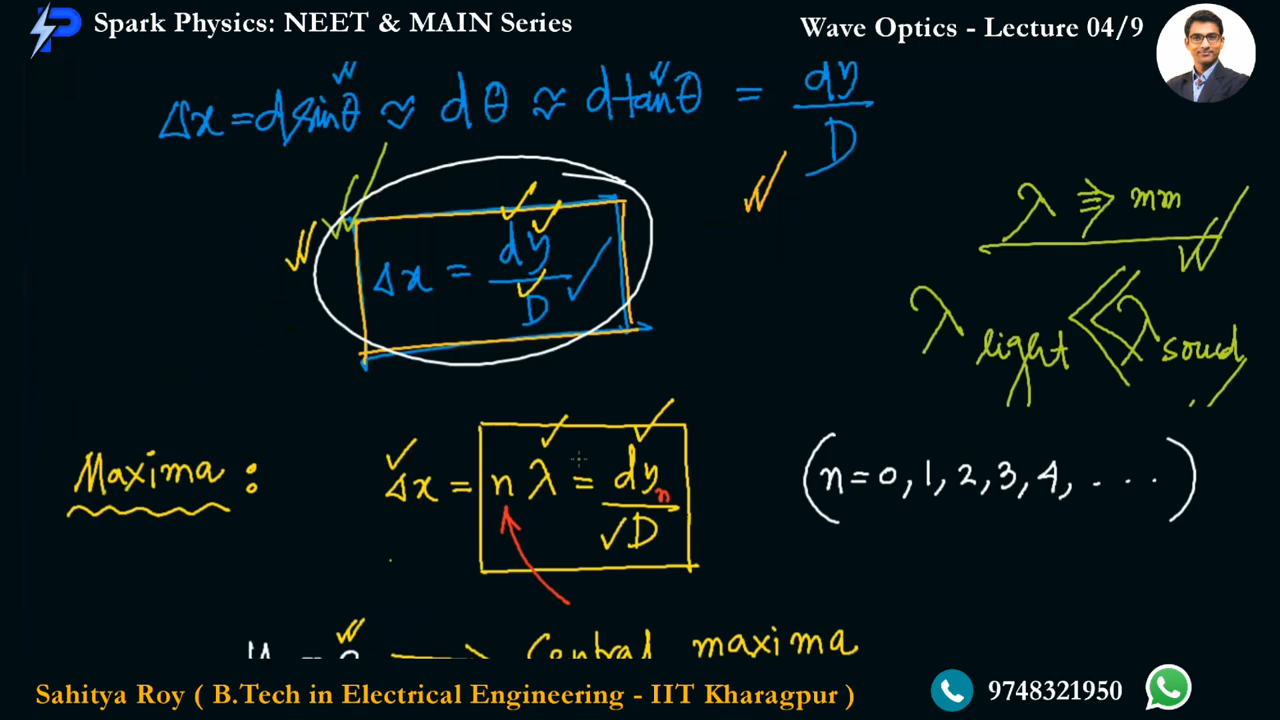 Spark Physics: NEET & MAIN Series
Wave Optics - Lecture 04/9
Δx = d sinθ ≈ dθ ≈ d tanθ = dy/D
Δx = dy/D
λ ⇒ mm
λ light << λ sound
Maxima : Δx = nλ = dyₙ/D (n = 0, 1, 2, 3, 4, . . . .)
Central maxima
Sahitya Roy ( B.Tech in Electrical Engineering - IIT Kharagpur )
9748321950